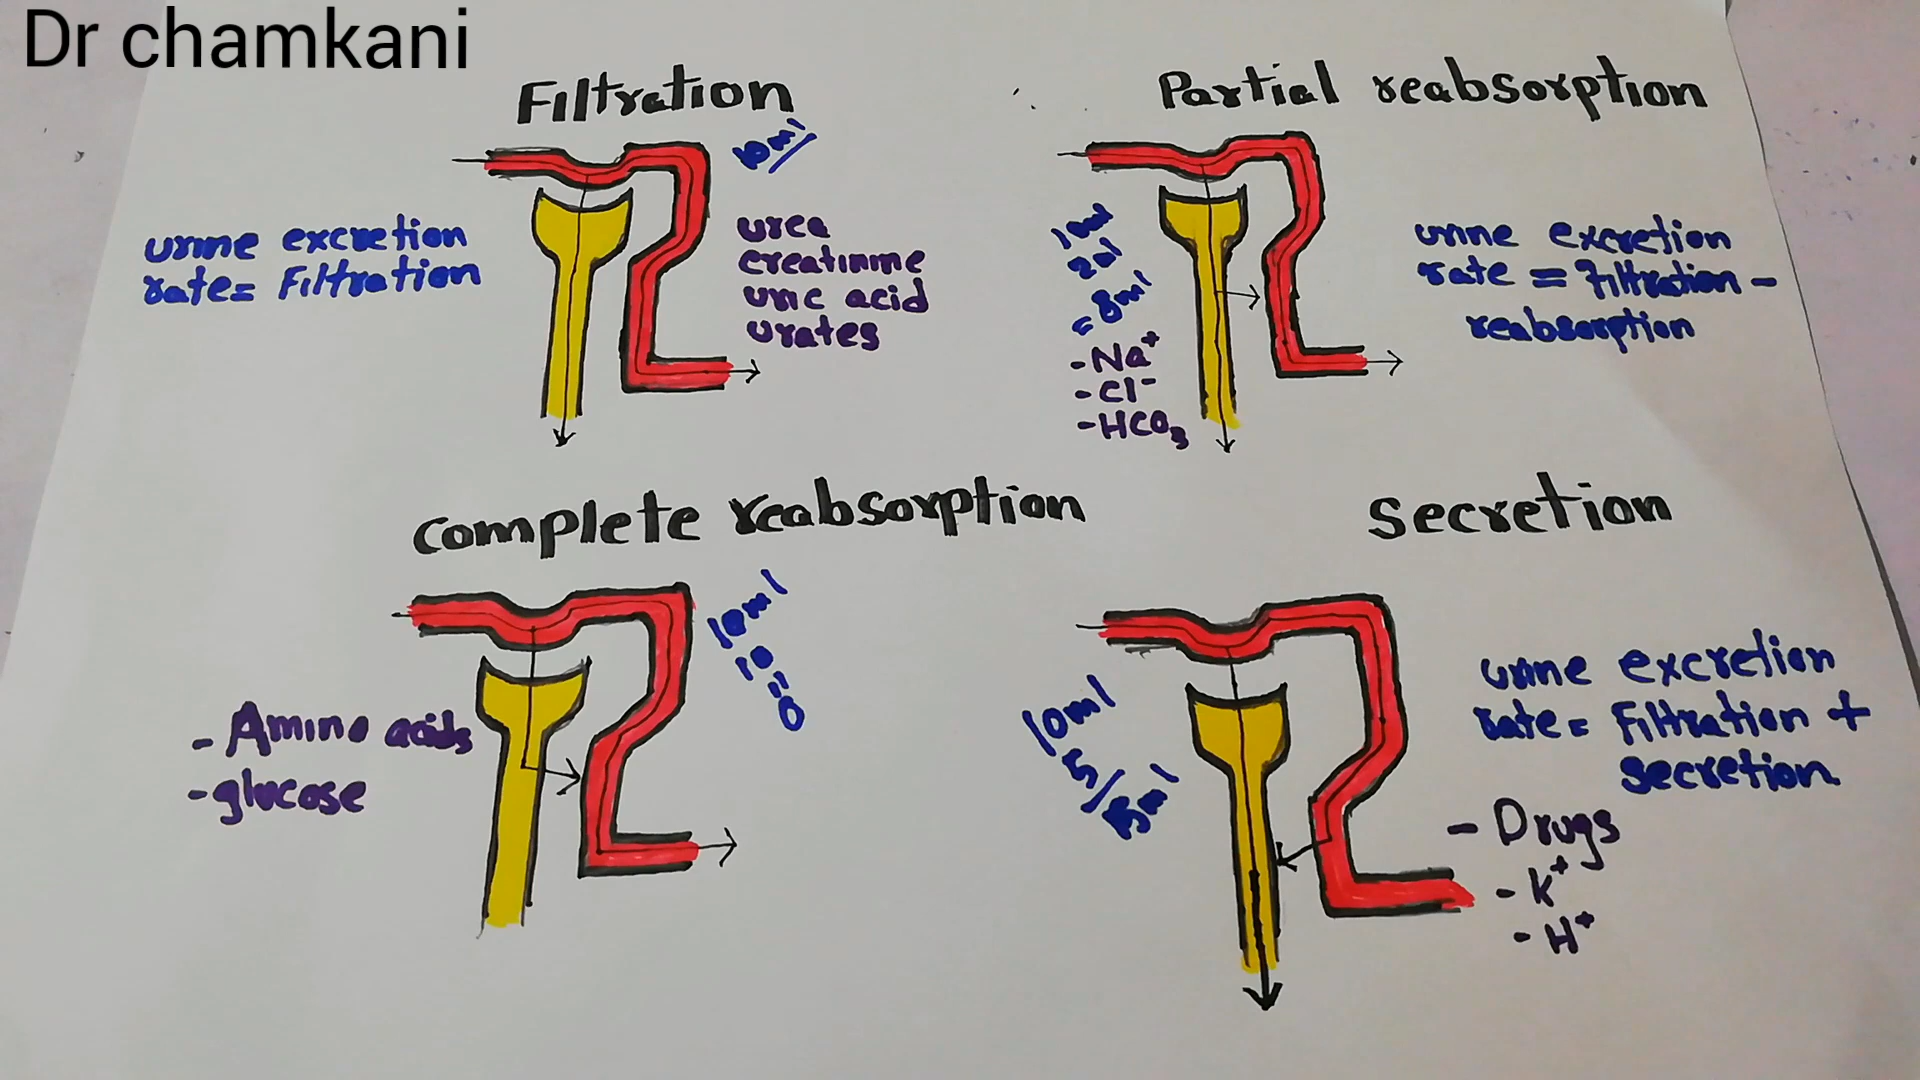 Dr chamkani
Filtration
10ml
urine excretion
rate= Filtration
urea
creatinine
uric acid
urates
Partial reabsorption
10ml
2ml
= 8ml
- Na+
- Cl-
- HCO3
urine excretion
rate = Filtration -
reabsorption
complete reabsorption
10ml
10
= 0
- Amino acids
- glucose
Secretion
10ml
5
15ml
urine excretion
rate= Filtration +
secretion
- Drugs
- K+
- H+